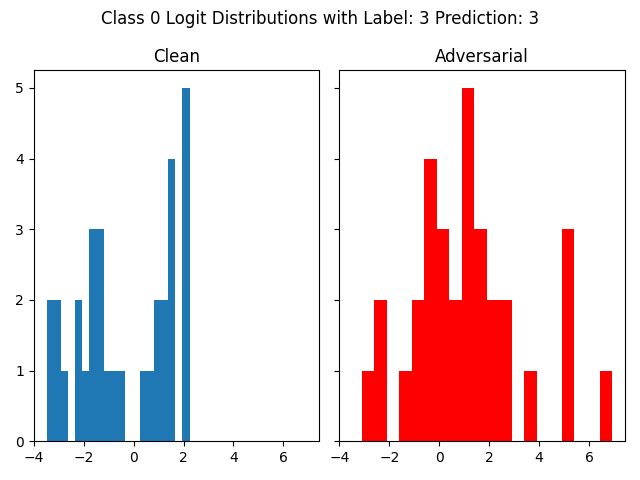 Class 0 Logit Distributions with Label: 3 Prediction: 3
Clean
Adversarial
5
4
3
2
1
0
−4 −2 0 2 4 6
−4 −2 0 2 4 6